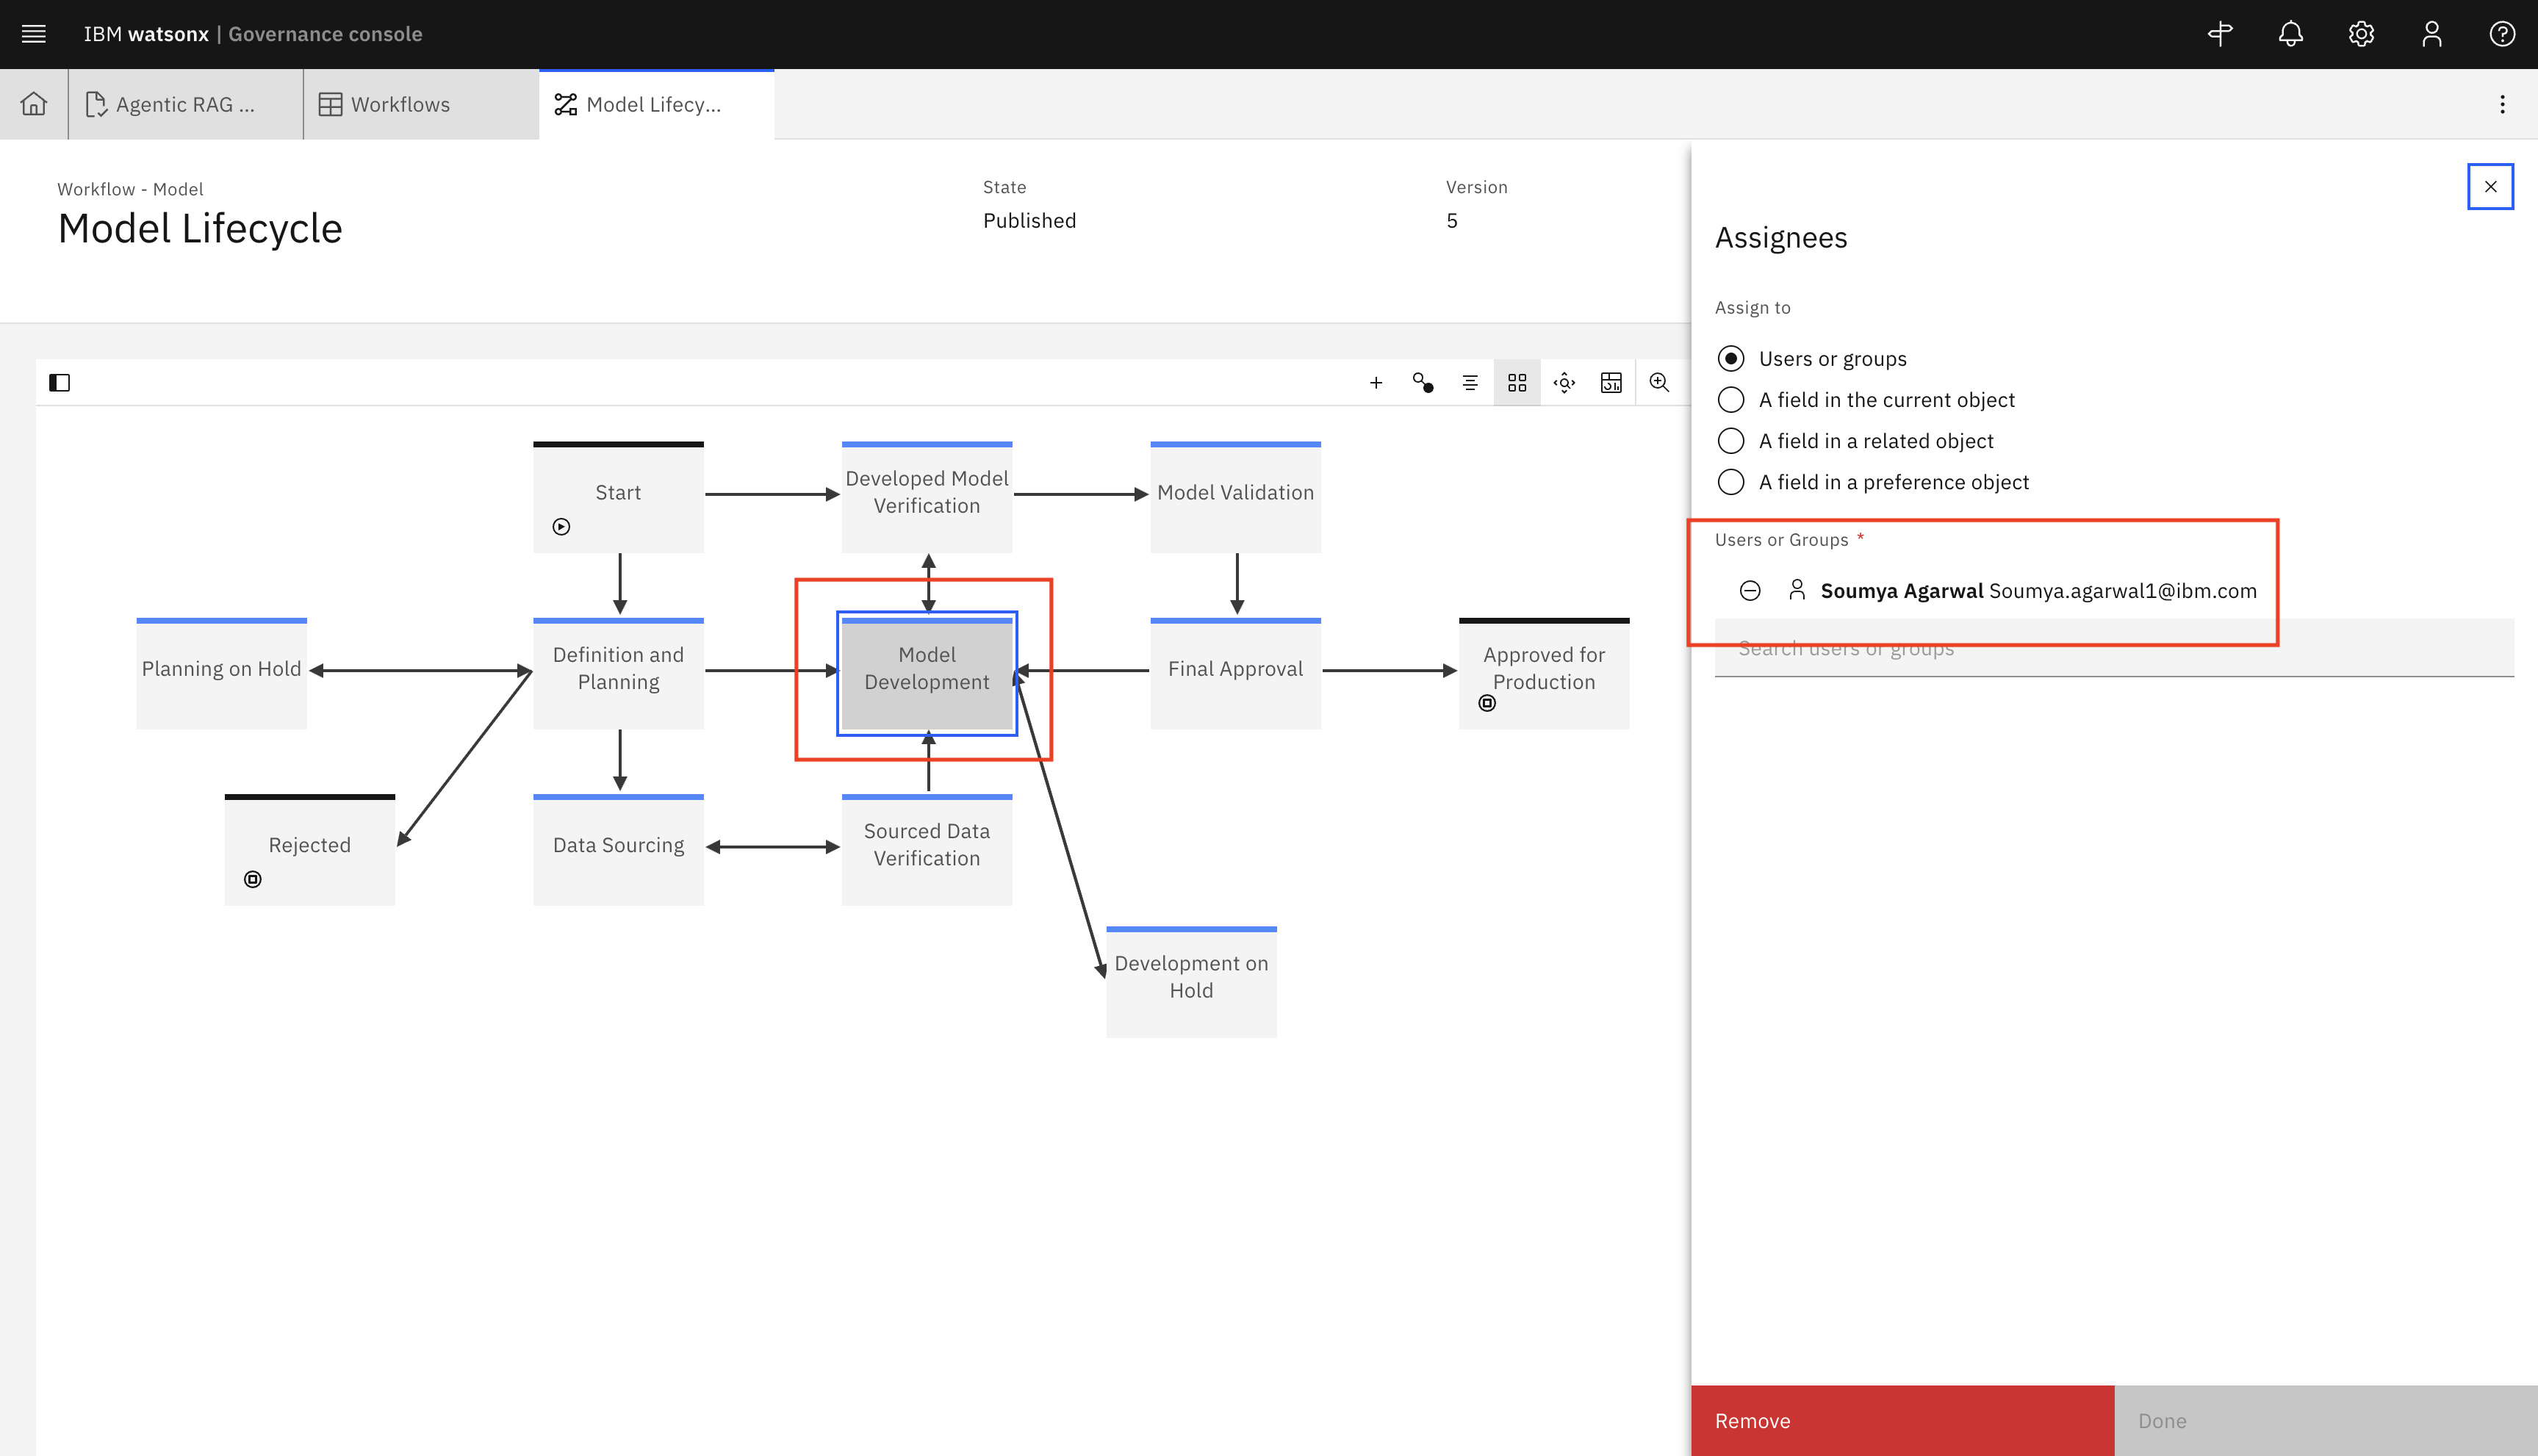 IBM watsonx | Governance console
Agentic RAG ...
Workflows
Model Lifecy...
Workflow - Model
Model Lifecycle
State
Published
Version
5
Start
Developed Model
Verification
Model Validation
Planning on Hold
Definition and
Planning
Model
Development
Final Approval
Approved for
Production
Rejected
Data Sourcing
Sourced Data
Verification
Development on
Hold
Assignees
Assign to
Users or groups
A field in the current object
A field in a related object
A field in a preference object
Users or Groups *
Soumya Agarwal Soumya.agarwal1@ibm.com
Search users or groups
Remove
Done